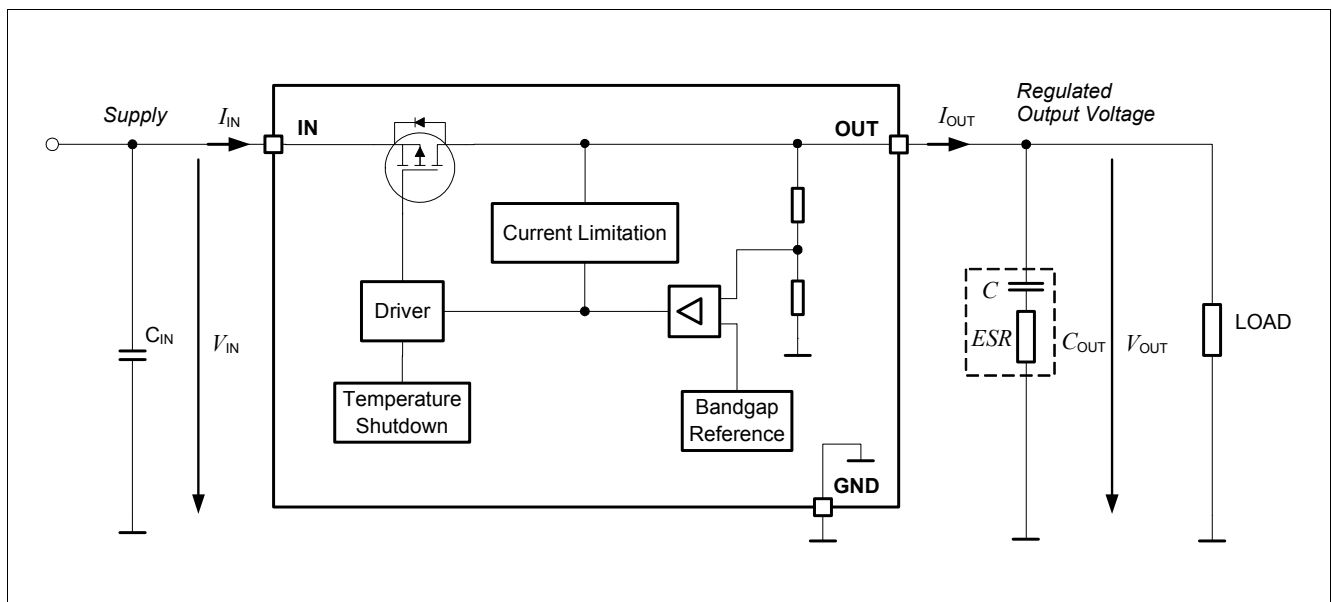 Supply
I_IN
IN
OUT
I_OUT
Regulated
Output Voltage
Current Limitation
Driver
C
ESR
C_OUT
V_OUT
LOAD
C_IN
V_IN
Temperature
Shutdown
Bandgap
Reference
GND